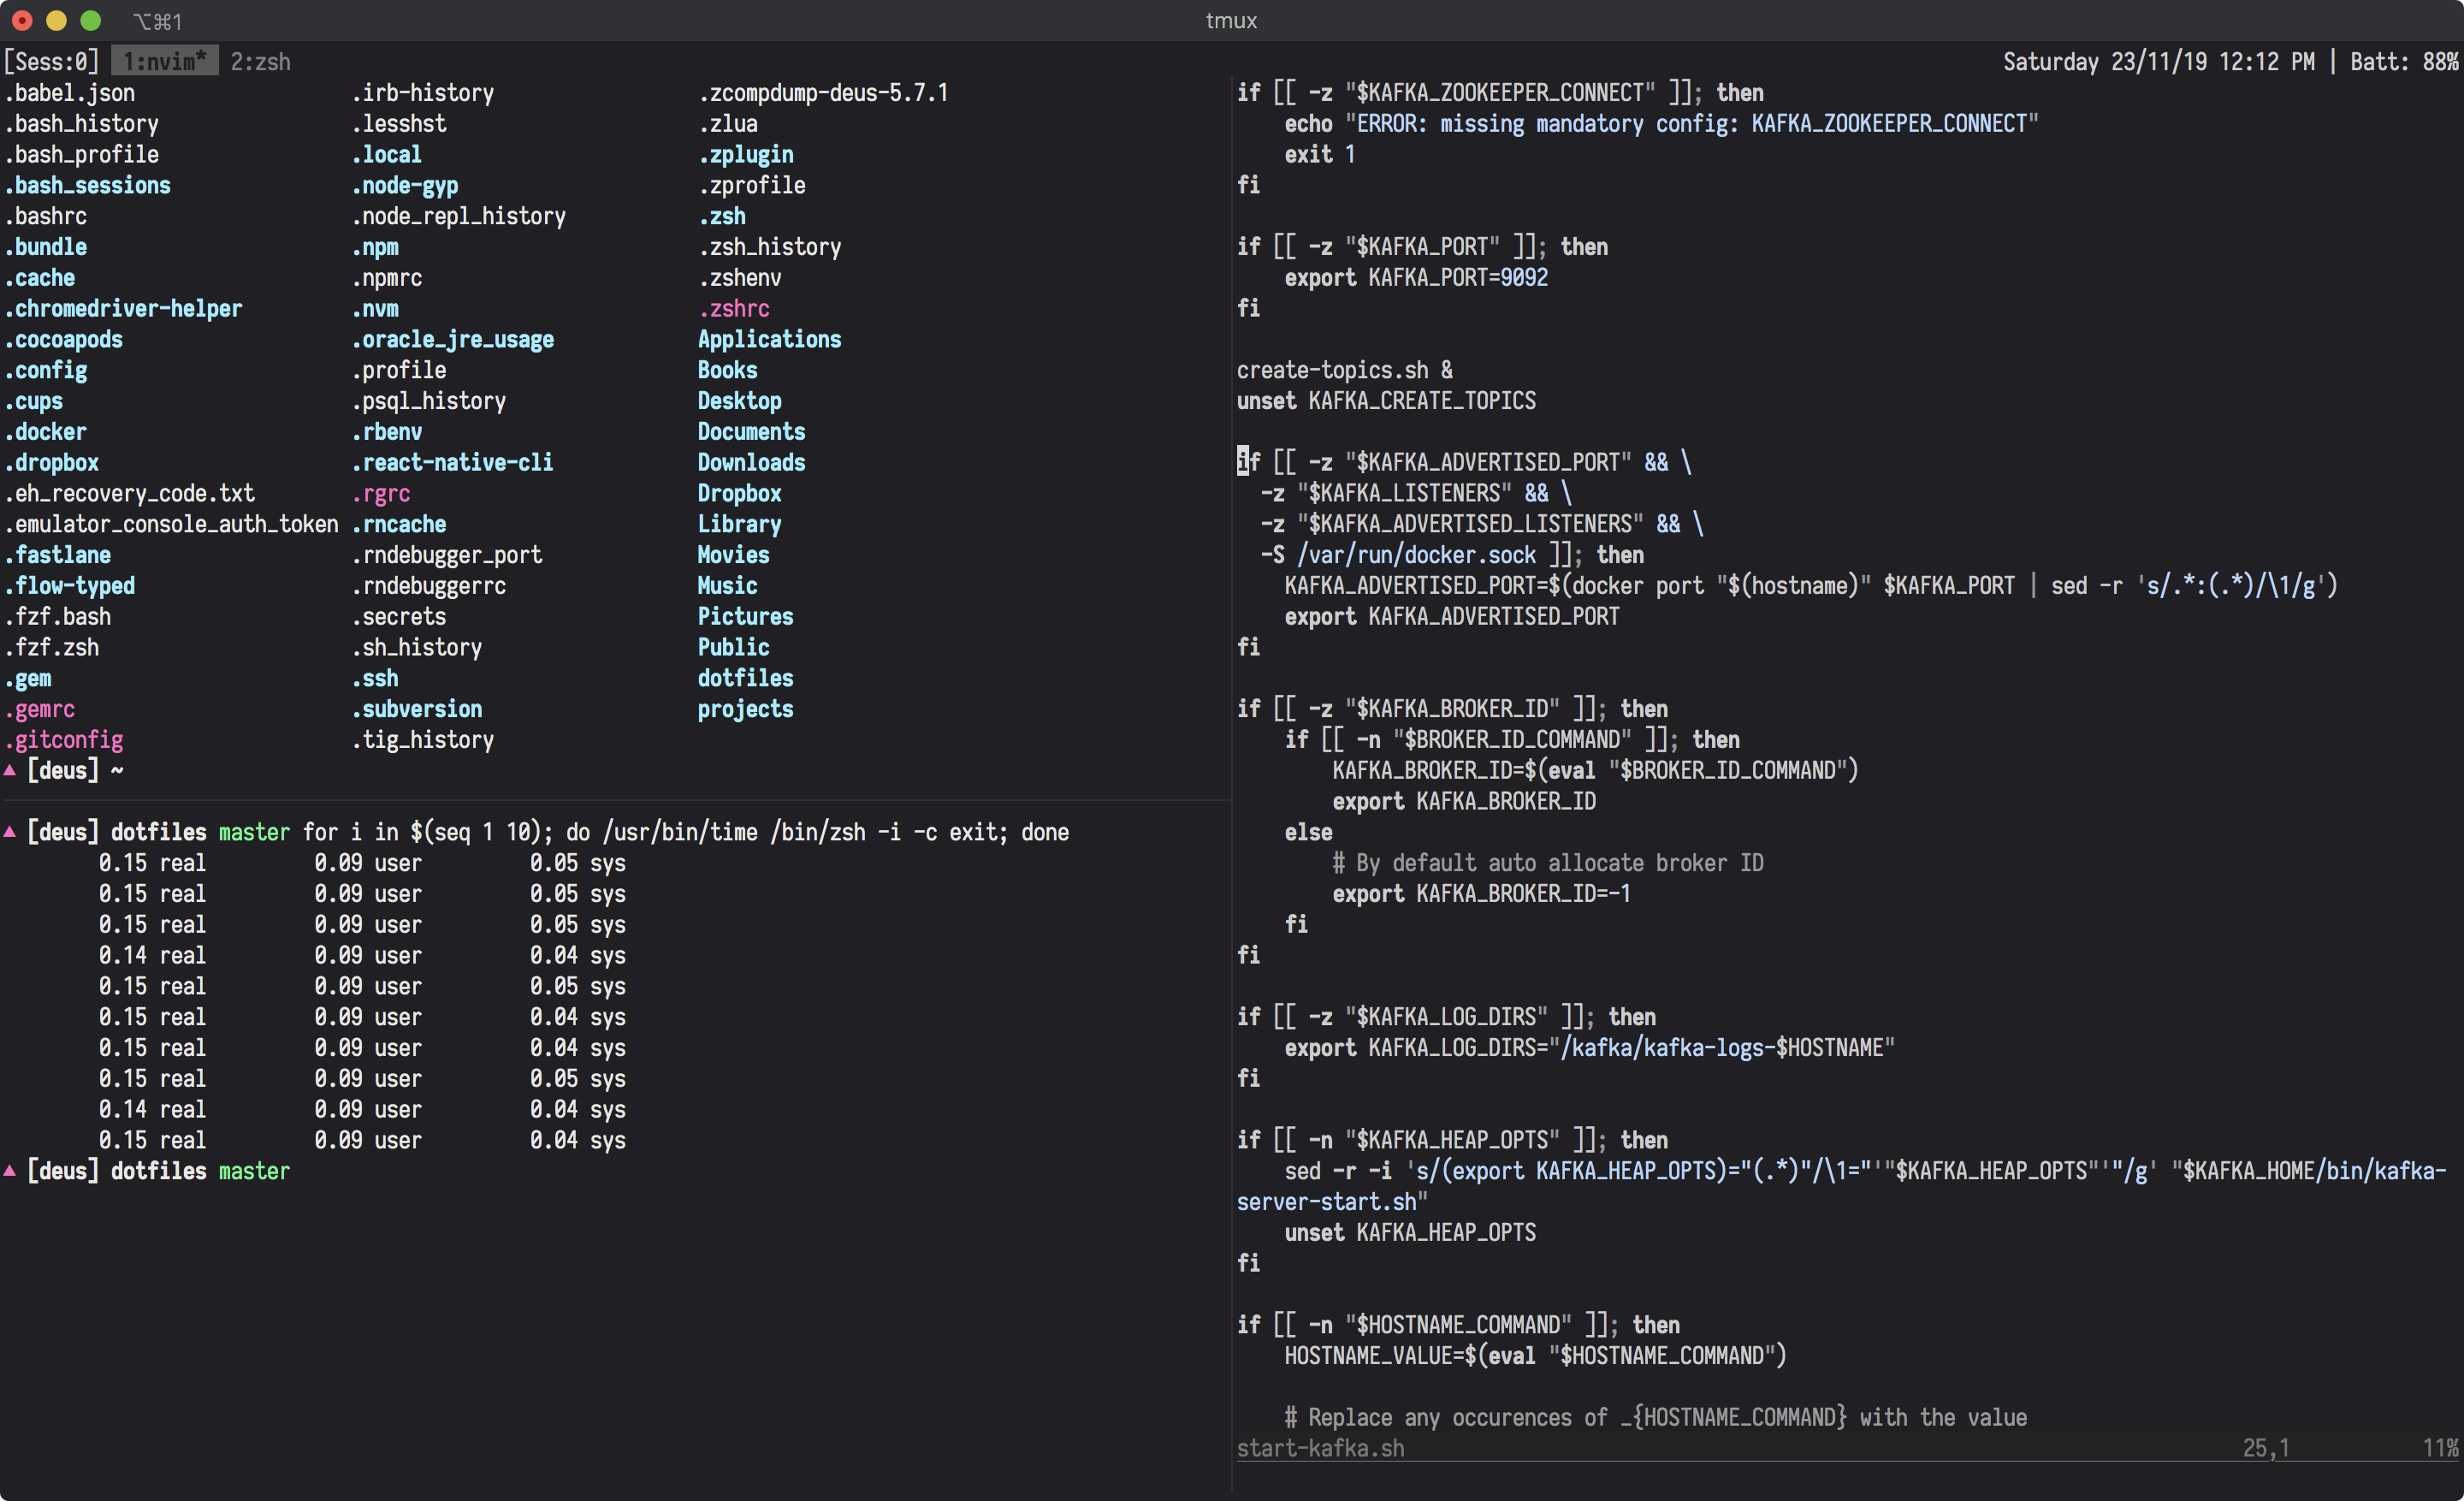 ⌥⌘1 tmux
[Sess:0] 1:nvim* 2:zsh Saturday 23/11/19 12:12 PM | Batt: 88%
.babel.json .irb-history .zcompdump-deus-5.7.1
.bash_history .lesshst .zlua
.bash_profile .local .zplugin
.bash_sessions .node-gyp .zprofile
.bashrc .node_repl_history .zsh
.bundle .npm .zsh_history
.cache .npmrc .zshenv
.chromedriver-helper .nvm .zshrc
.cocoapods .oracle_jre_usage Applications
.config .profile Books
.cups .psql_history Desktop
.docker .rbenv Documents
.dropbox .react-native-cli Downloads
.eh_recovery_code.txt .rgrc Dropbox
.emulator_console_auth_token .rncache Library
.fastlane .rndebugger_port Movies
.flow-typed .rndebuggerrc Music
.fzf.bash .secrets Pictures
.fzf.zsh .sh_history Public
.gem .ssh dotfiles
.gemrc .subversion projects
.gitconfig .tig_history
▲ [deus] ~
▲ [deus] dotfiles master for i in $(seq 1 10); do /usr/bin/time /bin/zsh -i -c exit; done
0.15 real 0.09 user 0.05 sys
0.15 real 0.09 user 0.05 sys
0.15 real 0.09 user 0.05 sys
0.14 real 0.09 user 0.04 sys
0.15 real 0.09 user 0.05 sys
0.15 real 0.09 user 0.04 sys
0.15 real 0.09 user 0.04 sys
0.15 real 0.09 user 0.05 sys
0.14 real 0.09 user 0.04 sys
0.15 real 0.09 user 0.04 sys
▲ [deus] dotfiles master
if [[ -z "$KAFKA_ZOOKEEPER_CONNECT" ]]; then
    echo "ERROR: missing mandatory config: KAFKA_ZOOKEEPER_CONNECT"
    exit 1
fi
if [[ -z "$KAFKA_PORT" ]]; then
    export KAFKA_PORT=9092
fi
create-topics.sh &
unset KAFKA_CREATE_TOPICS
if [[ -z "$KAFKA_ADVERTISED_PORT" && \
  -z "$KAFKA_LISTENERS" && \
  -z "$KAFKA_ADVERTISED_LISTENERS" && \
  -S /var/run/docker.sock ]]; then
    KAFKA_ADVERTISED_PORT=$(docker port "$(hostname)" $KAFKA_PORT | sed -r 's/.*:(.*)/\1/g')
    export KAFKA_ADVERTISED_PORT
fi
if [[ -z "$KAFKA_BROKER_ID" ]]; then
    if [[ -n "$BROKER_ID_COMMAND" ]]; then
        KAFKA_BROKER_ID=$(eval "$BROKER_ID_COMMAND")
        export KAFKA_BROKER_ID
    else
        # By default auto allocate broker ID
        export KAFKA_BROKER_ID=-1
    fi
fi
if [[ -z "$KAFKA_LOG_DIRS" ]]; then
    export KAFKA_LOG_DIRS="/kafka/kafka-logs-$HOSTNAME"
fi
if [[ -n "$KAFKA_HEAP_OPTS" ]]; then
    sed -r -i 's/(export KAFKA_HEAP_OPTS)="(.*)"/\1="'"$KAFKA_HEAP_OPTS"'"/g' "$KAFKA_HOME/bin/kafka-
server-start.sh"
    unset KAFKA_HEAP_OPTS
fi
if [[ -n "$HOSTNAME_COMMAND" ]]; then
    HOSTNAME_VALUE=$(eval "$HOSTNAME_COMMAND")
    # Replace any occurences of _{HOSTNAME_COMMAND} with the value
start-kafka.sh 25,1 11%